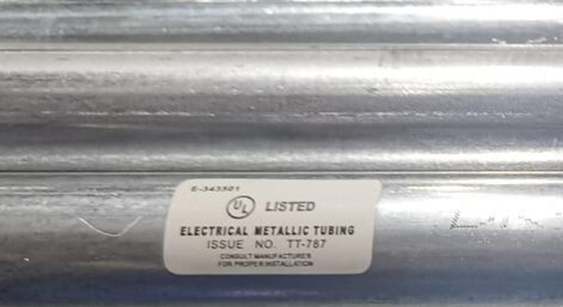 E-343501
UL LISTED
ELECTRICAL METALLIC TUBING
ISSUE NO. TT-787
CONSULT MANUFACTURER
FOR PROPER INSTALLATION